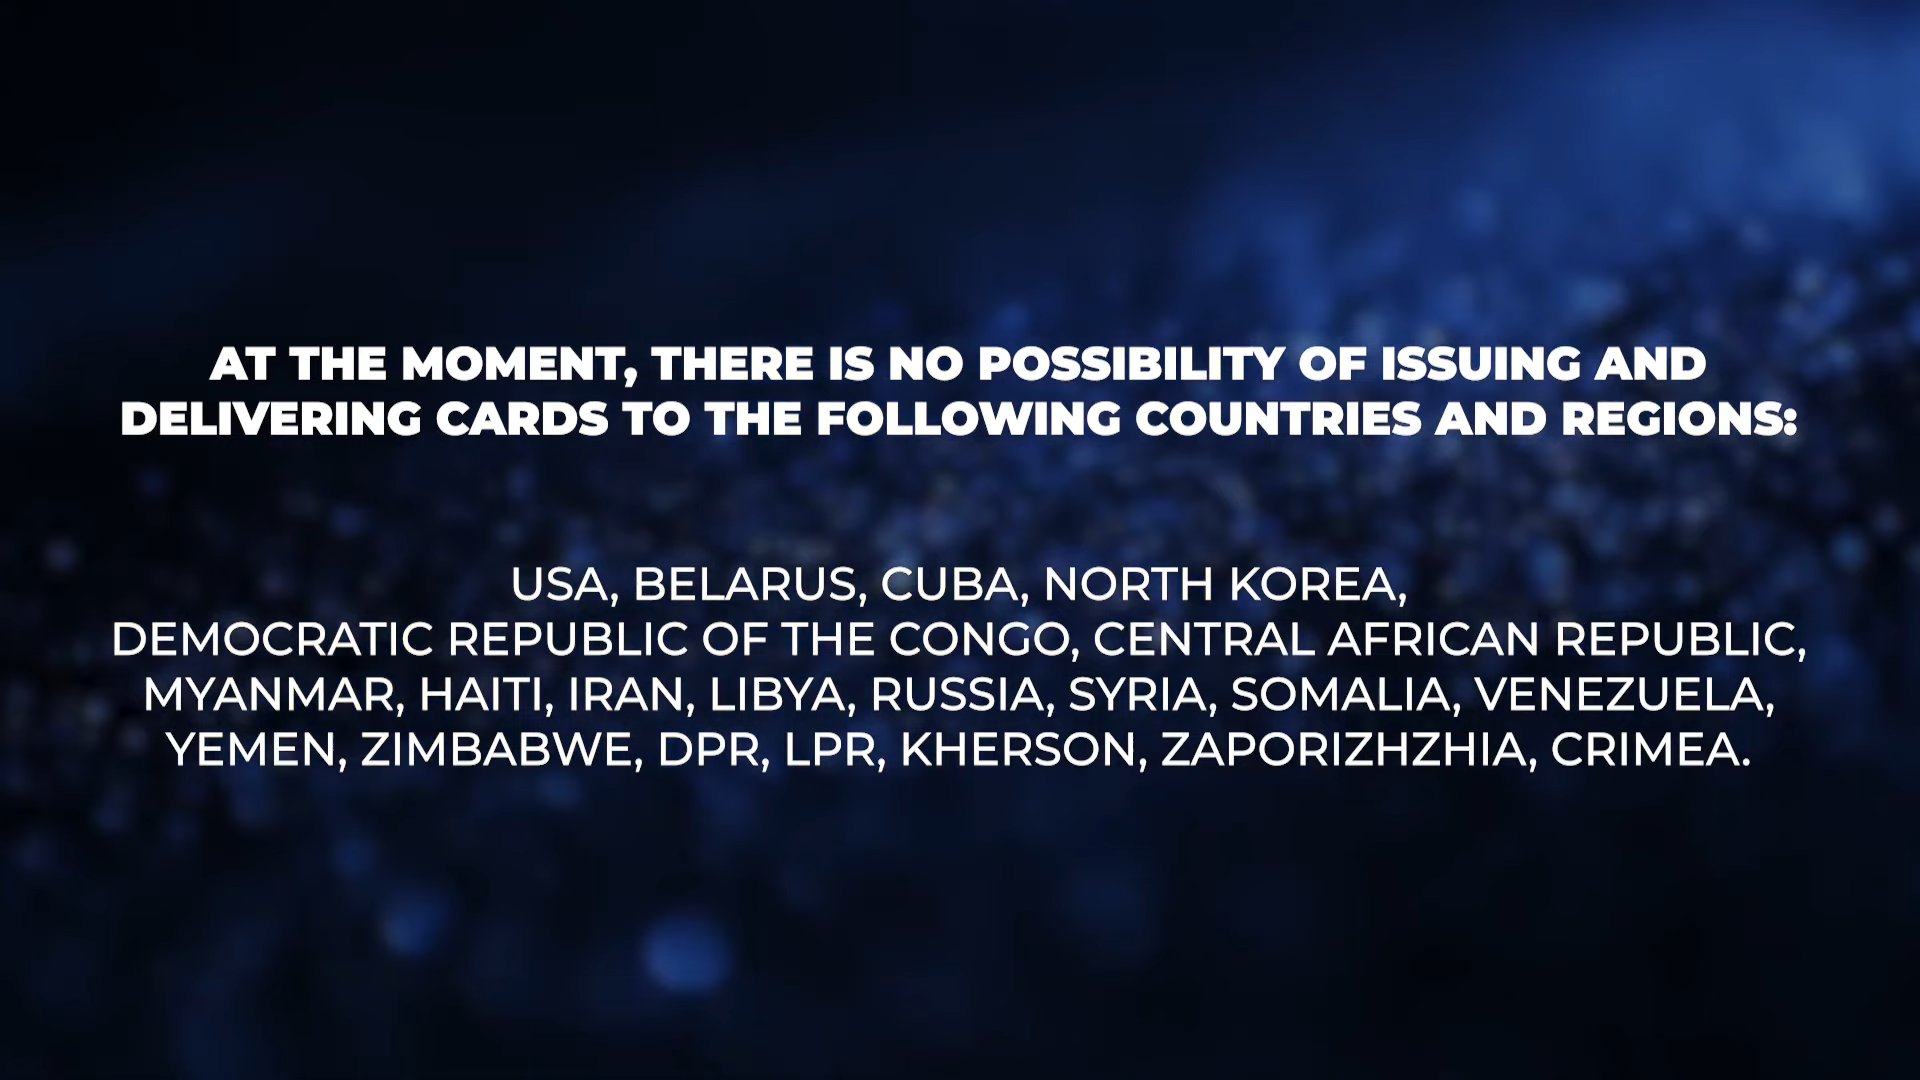 AT THE MOMENT, THERE IS NO POSSIBILITY OF ISSUING AND
DELIVERING CARDS TO THE FOLLOWING COUNTRIES AND REGIONS:
USA, BELARUS, CUBA, NORTH KOREA,
DEMOCRATIC REPUBLIC OF THE CONGO, CENTRAL AFRICAN REPUBLIC,
MYANMAR, HAITI, IRAN, LIBYA, RUSSIA, SYRIA, SOMALIA, VENEZUELA,
YEMEN, ZIMBABWE, DPR, LPR, KHERSON, ZAPORIZHZHIA, CRIMEA.